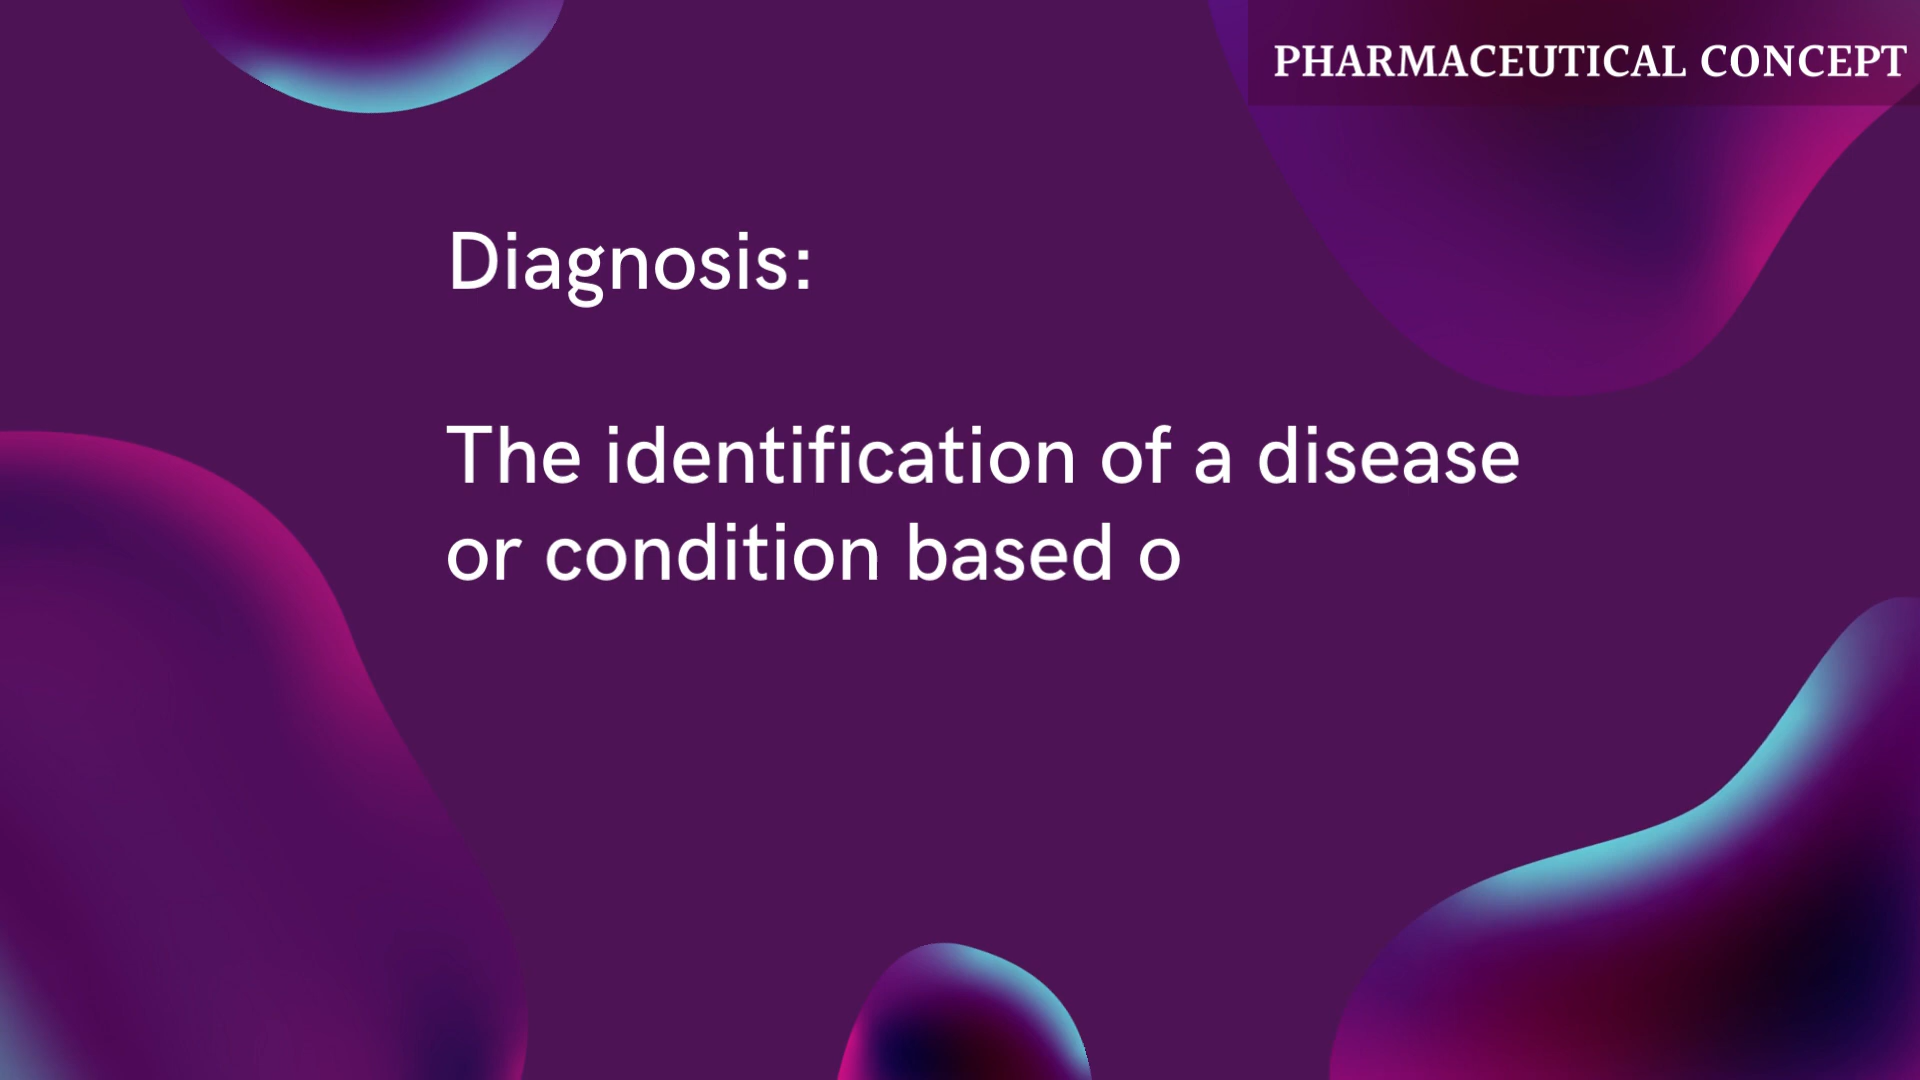 PHARMACEUTICAL CONCEPT
Diagnosis:
The identification of a disease
or condition based o